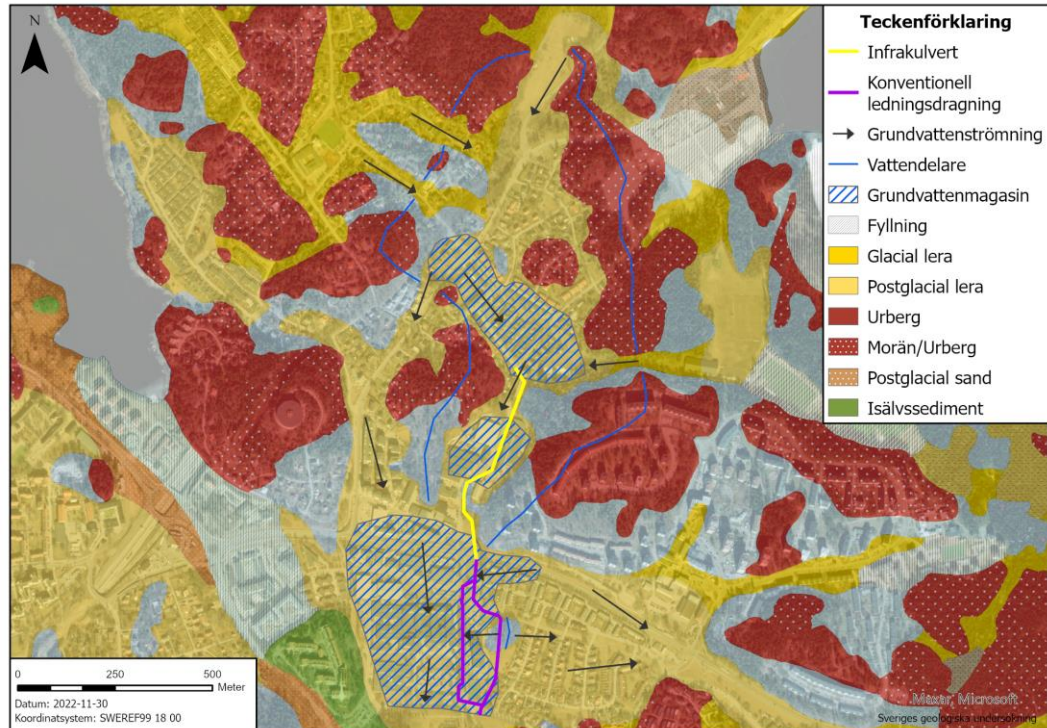 N
Teckenförklaring
Infrakulvert
Konventionell
ledningsdragning
Grundvattenströmning
Vattendelare
Grundvattenmagasin
Fyllning
Glacial lera
Postglacial lera
Urberg
Morän/Urberg
Postglacial sand
Isälvssediment
0 250 500
Meter
Datum: 2022-11-30
Koordinatsystem: SWEREF99 18 00
Maxar, Microsoft
Sveriges geologiska undersökning